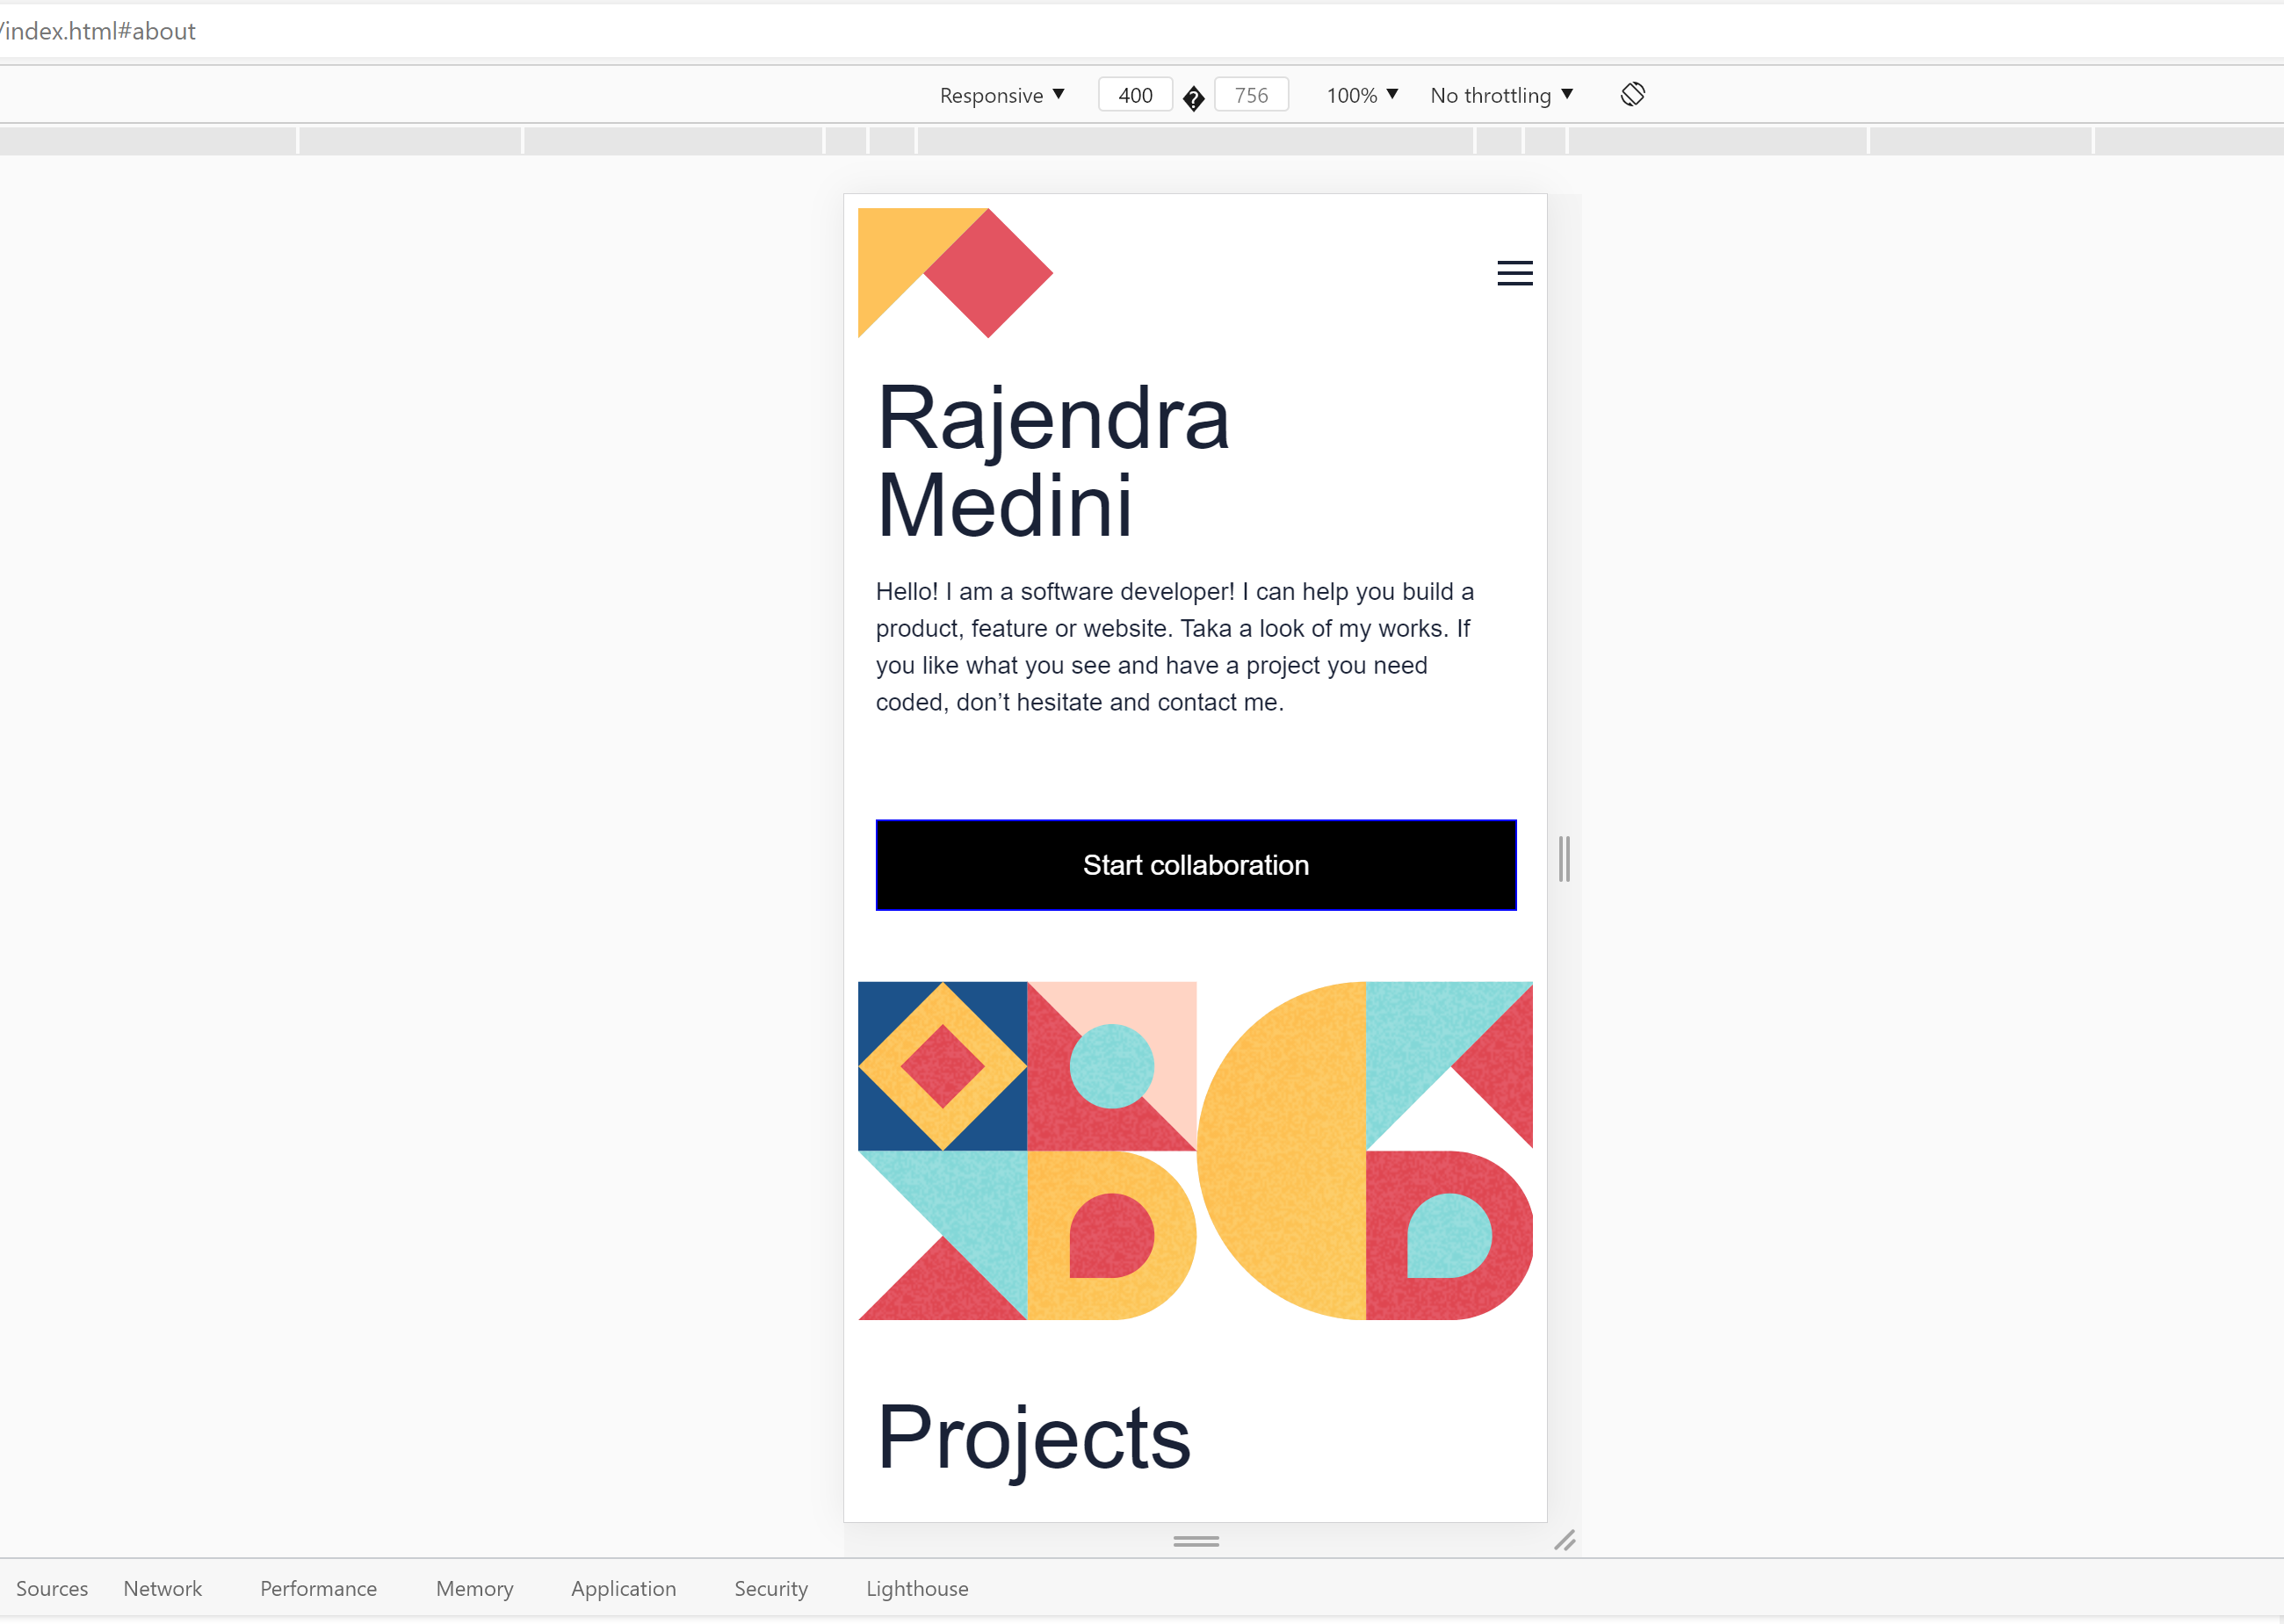 /index.html#about
Responsive ▼ 400 � 756 100% ▼ No throttling ▼
Rajendra
Medini
Hello! I am a software developer! I can help you build a
product, feature or website. Taka a look of my works. If
you like what you see and have a project you need
coded, don’t hesitate and contact me.
Start collaboration
Projects
Sources Network Performance Memory Application Security Lighthouse